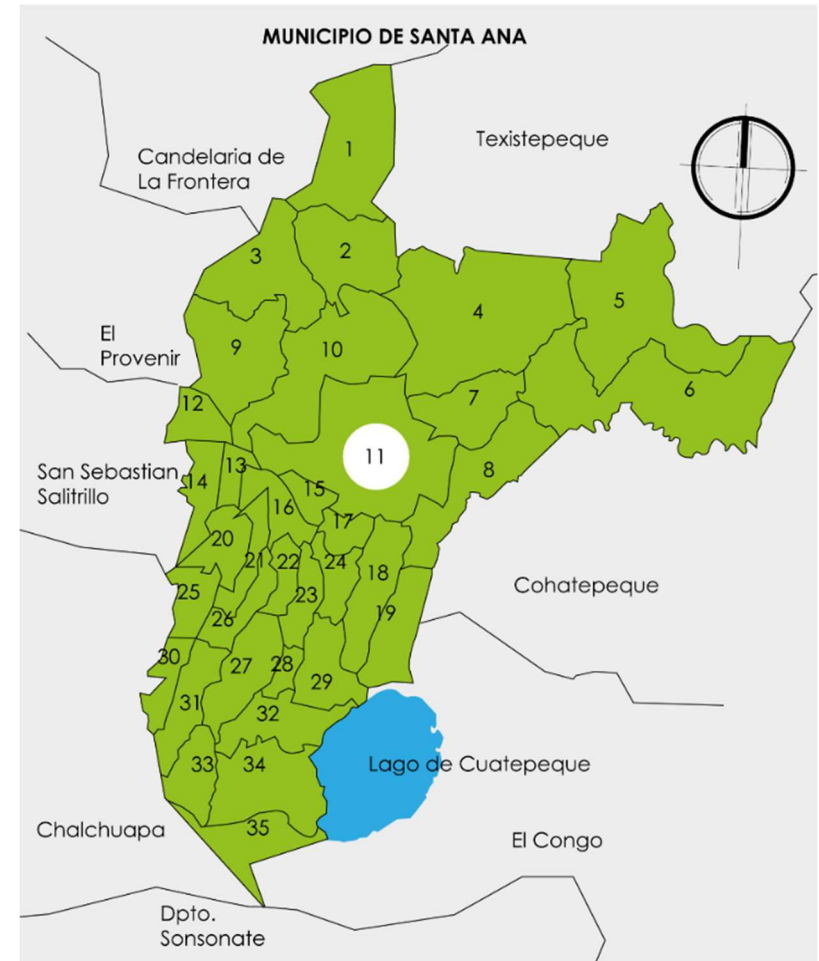 MUNICIPIO DE SANTA ANA
Texistepeque
Candelaria de
La Frontera
1
2
3
4
5
El
Provenir
9
10
6
7
12
11
San Sebastian
Salitrillo
13
14
15
8
16
17
20
21
22
24
18
23
19
25
26
Cohatepeque
30
27
28
29
31
32
33
34
Lago de Cuatepeque
35
Chalchuapa
El Congo
Dpto.
Sonsonate